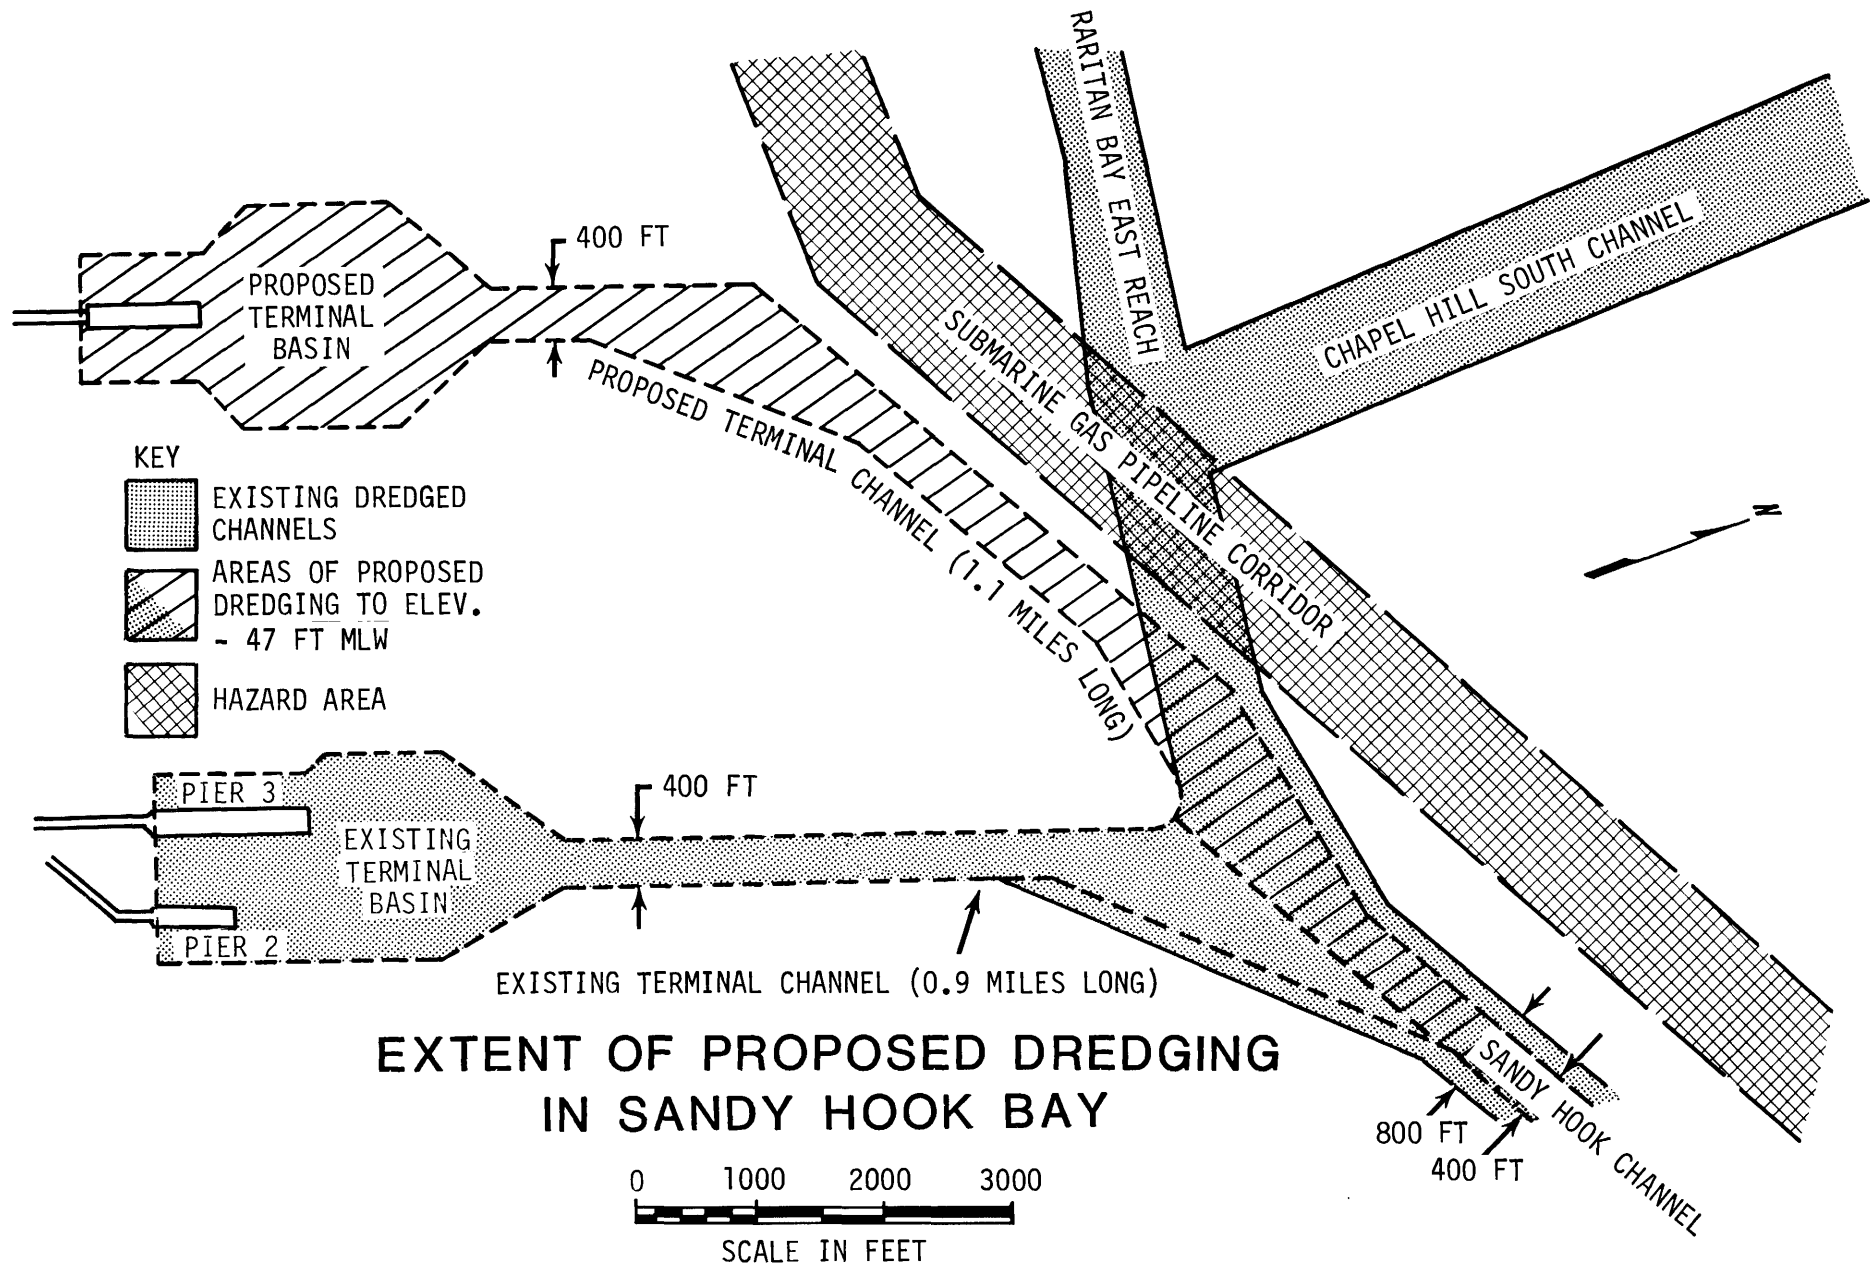 RARITAN BAY EAST REACH
400 FT
PROPOSED
TERMINAL
BASIN
CHAPEL HILL SOUTH CHANNEL
SUBMARINE GAS PIPELINE CORRIDOR
PROPOSED TERMINAL CHANNEL (1.1 MILES LONG)
N
KEY
EXISTING DREDGED
CHANNELS
AREAS OF PROPOSED
DREDGING TO ELEV.
- 47 FT MLW
HAZARD AREA
PIER 3
400 FT
EXISTING
TERMINAL
BASIN
PIER 2
EXISTING TERMINAL CHANNEL (0.9 MILES LONG)
SANDY HOOK CHANNEL
800 FT
400 FT
EXTENT OF PROPOSED DREDGING
IN SANDY HOOK BAY
0 1000 2000 3000
SCALE IN FEET